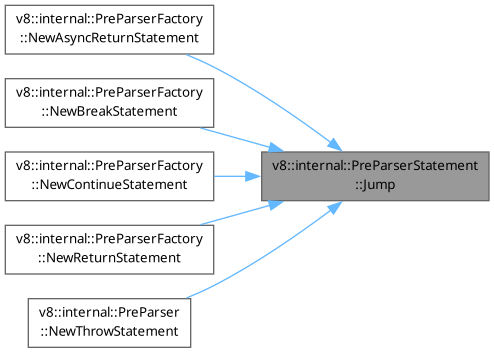 v8::internal::PreParserFactory
::NewAsyncReturnStatement
v8::internal::PreParserFactory
::NewBreakStatement
v8::internal::PreParserFactory
::NewContinueStatement
v8::internal::PreParserStatement
::Jump
v8::internal::PreParserFactory
::NewReturnStatement
v8::internal::PreParser
::NewThrowStatement